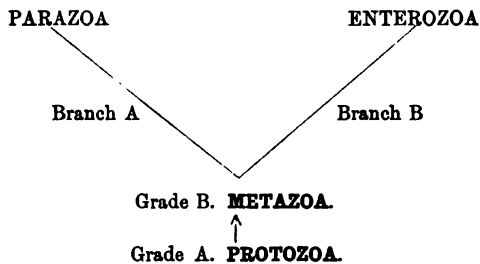 PARAZOA ENTEROZOA
Branch A Branch B
Grade B. METAZOA.
Grade A. PROTOZOA.